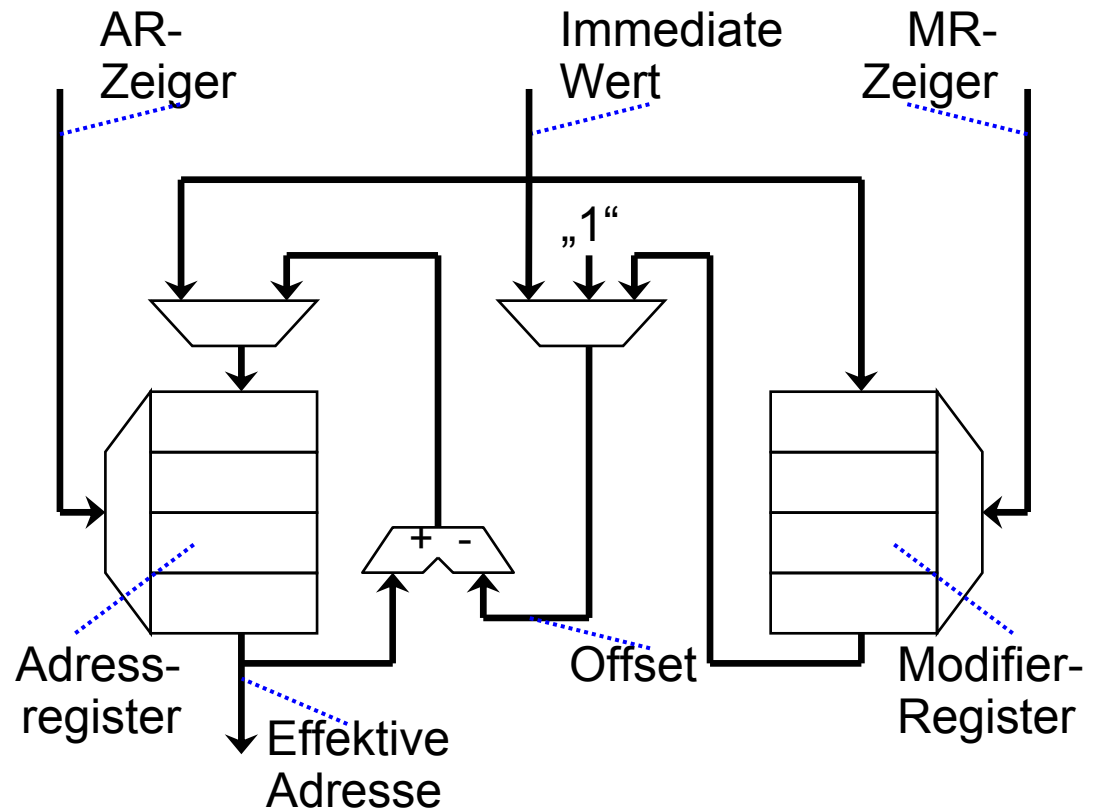 AR-
Zeiger
Immediate
Wert
MR-
Zeiger
„1“
+ -
Adress-
register
Offset
Modifier-
Register
Effektive
Adresse